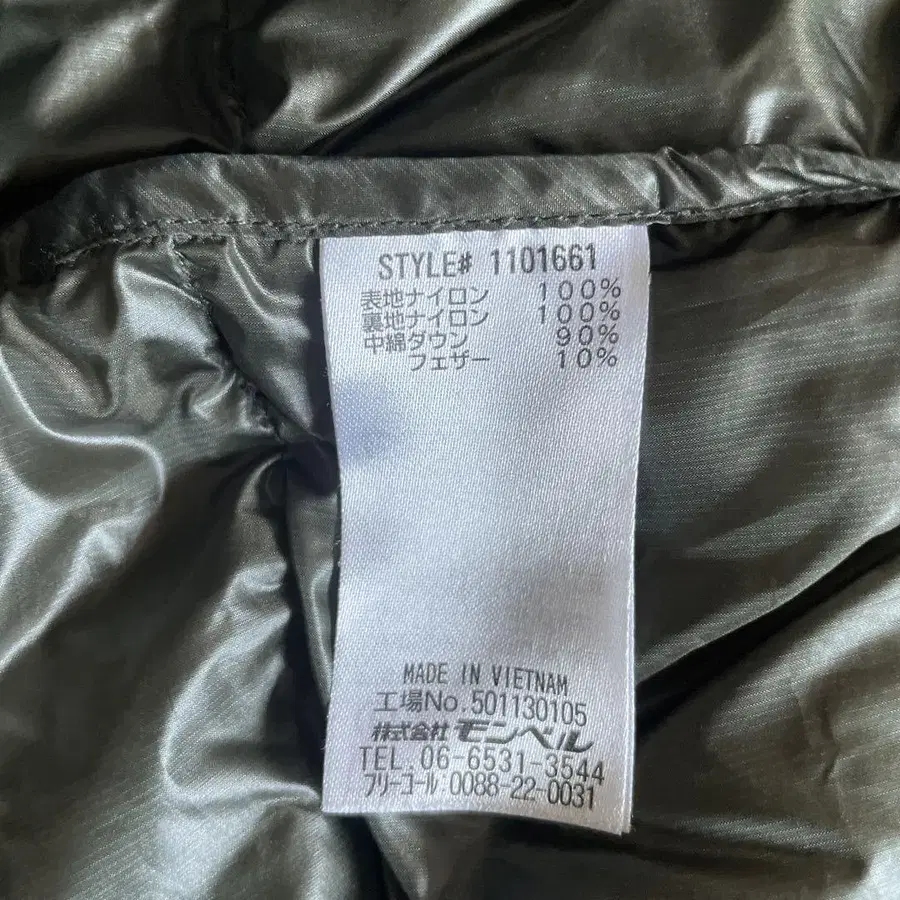 STYLE# 1101661
表地ナイロン 100%
裏地ナイロン 100%
中綿ダウン 90%
フェザー 10%
MADE IN VIETNAM
工場No.501130105
株式会社 モンベル
TEL.06-6531-3544
フリーコール 0088-22-0031